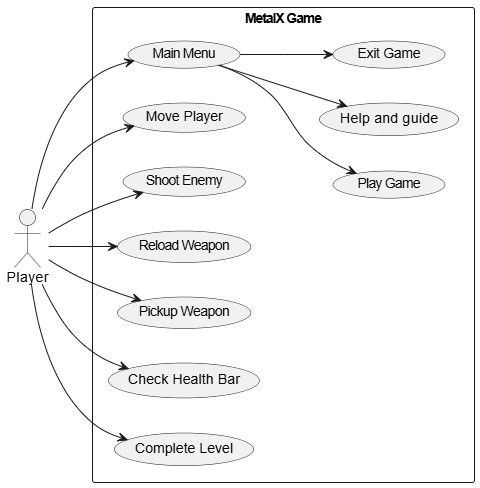 MetalX Game
Main Menu
Exit Game
Move Player
Help and guide
Shoot Enemy
Play Game
Reload Weapon
Player
Pickup Weapon
Check Health Bar
Complete Level